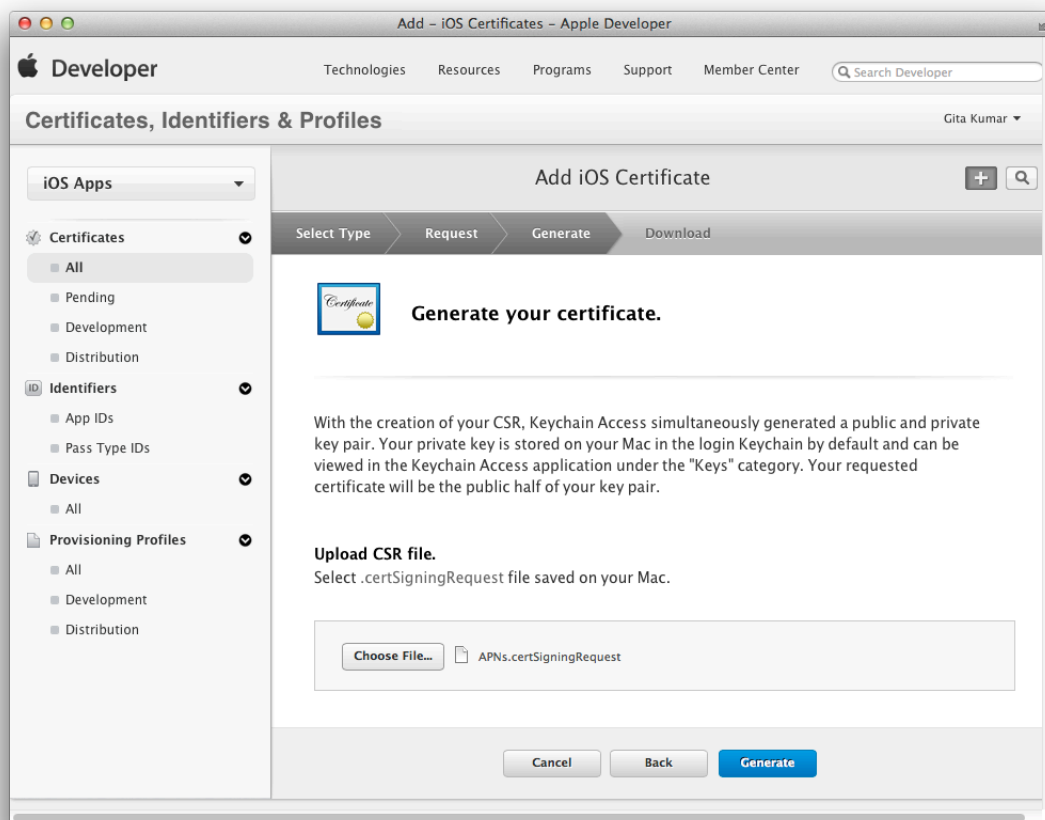 Add – iOS Certificates – Apple Developer
Developer
Technologies Resources Programs Support Member Center Search Developer
Certificates, Identifiers & Profiles
Gita Kumar
iOS Apps
Add iOS Certificate
Certificates
All
Pending
Development
Distribution
ID Identifiers
App IDs
Pass Type IDs
Devices
All
Provisioning Profiles
All
Development
Distribution
Select Type Request Generate Download
Certificate
Generate your certificate.
With the creation of your CSR, Keychain Access simultaneously generated a public and private
key pair. Your private key is stored on your Mac in the login Keychain by default and can be
viewed in the Keychain Access application under the "Keys" category. Your requested
certificate will be the public half of your key pair.
Upload CSR file.
Select .certSigningRequest file saved on your Mac.
Choose File... APNs.certSigningRequest
Cancel Back Generate